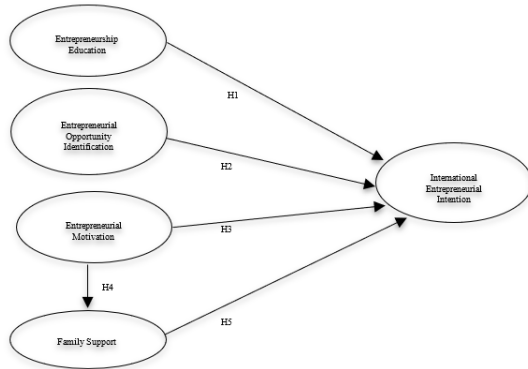 Entrepreneurship
Education
H1
Entrepreneurial
Opportunity
Identification
H2
International
Entrepreneurial
Intention
Entrepreneurial
Motivation
H3
H4
Family Support
H5